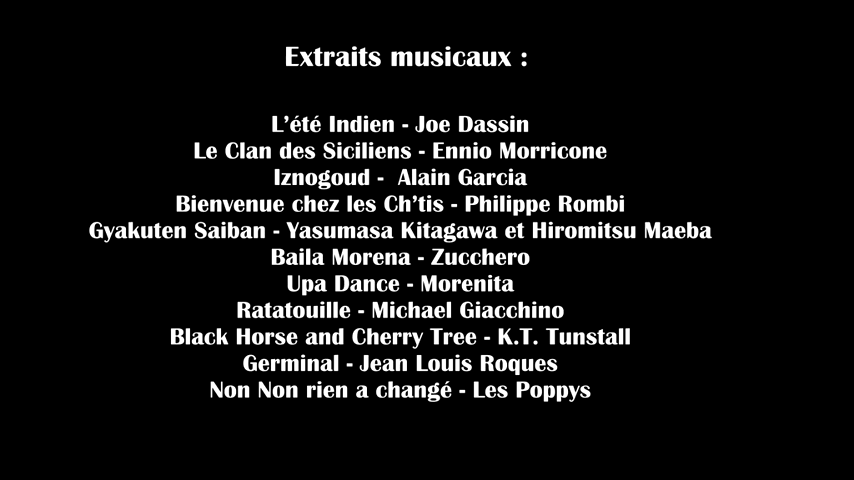 Extraits musicaux :
L'été Indien - Joe Dassin
Le Clan des Siciliens - Ennio Morricone
Iznogoud -  Alain Garcia
Bienvenue chez les Ch'tis - Philippe Rombi
Gyakuten Saiban - Yasumasa Kitagawa et Hiromitsu Maeba
Baila Morena - Zucchero
Upa Dance - Morenita
Ratatouille - Michael Giacchino
Black Horse and Cherry Tree - K.T. Tunstall
Germinal - Jean Louis Roques
Non Non rien a changé - Les Poppys